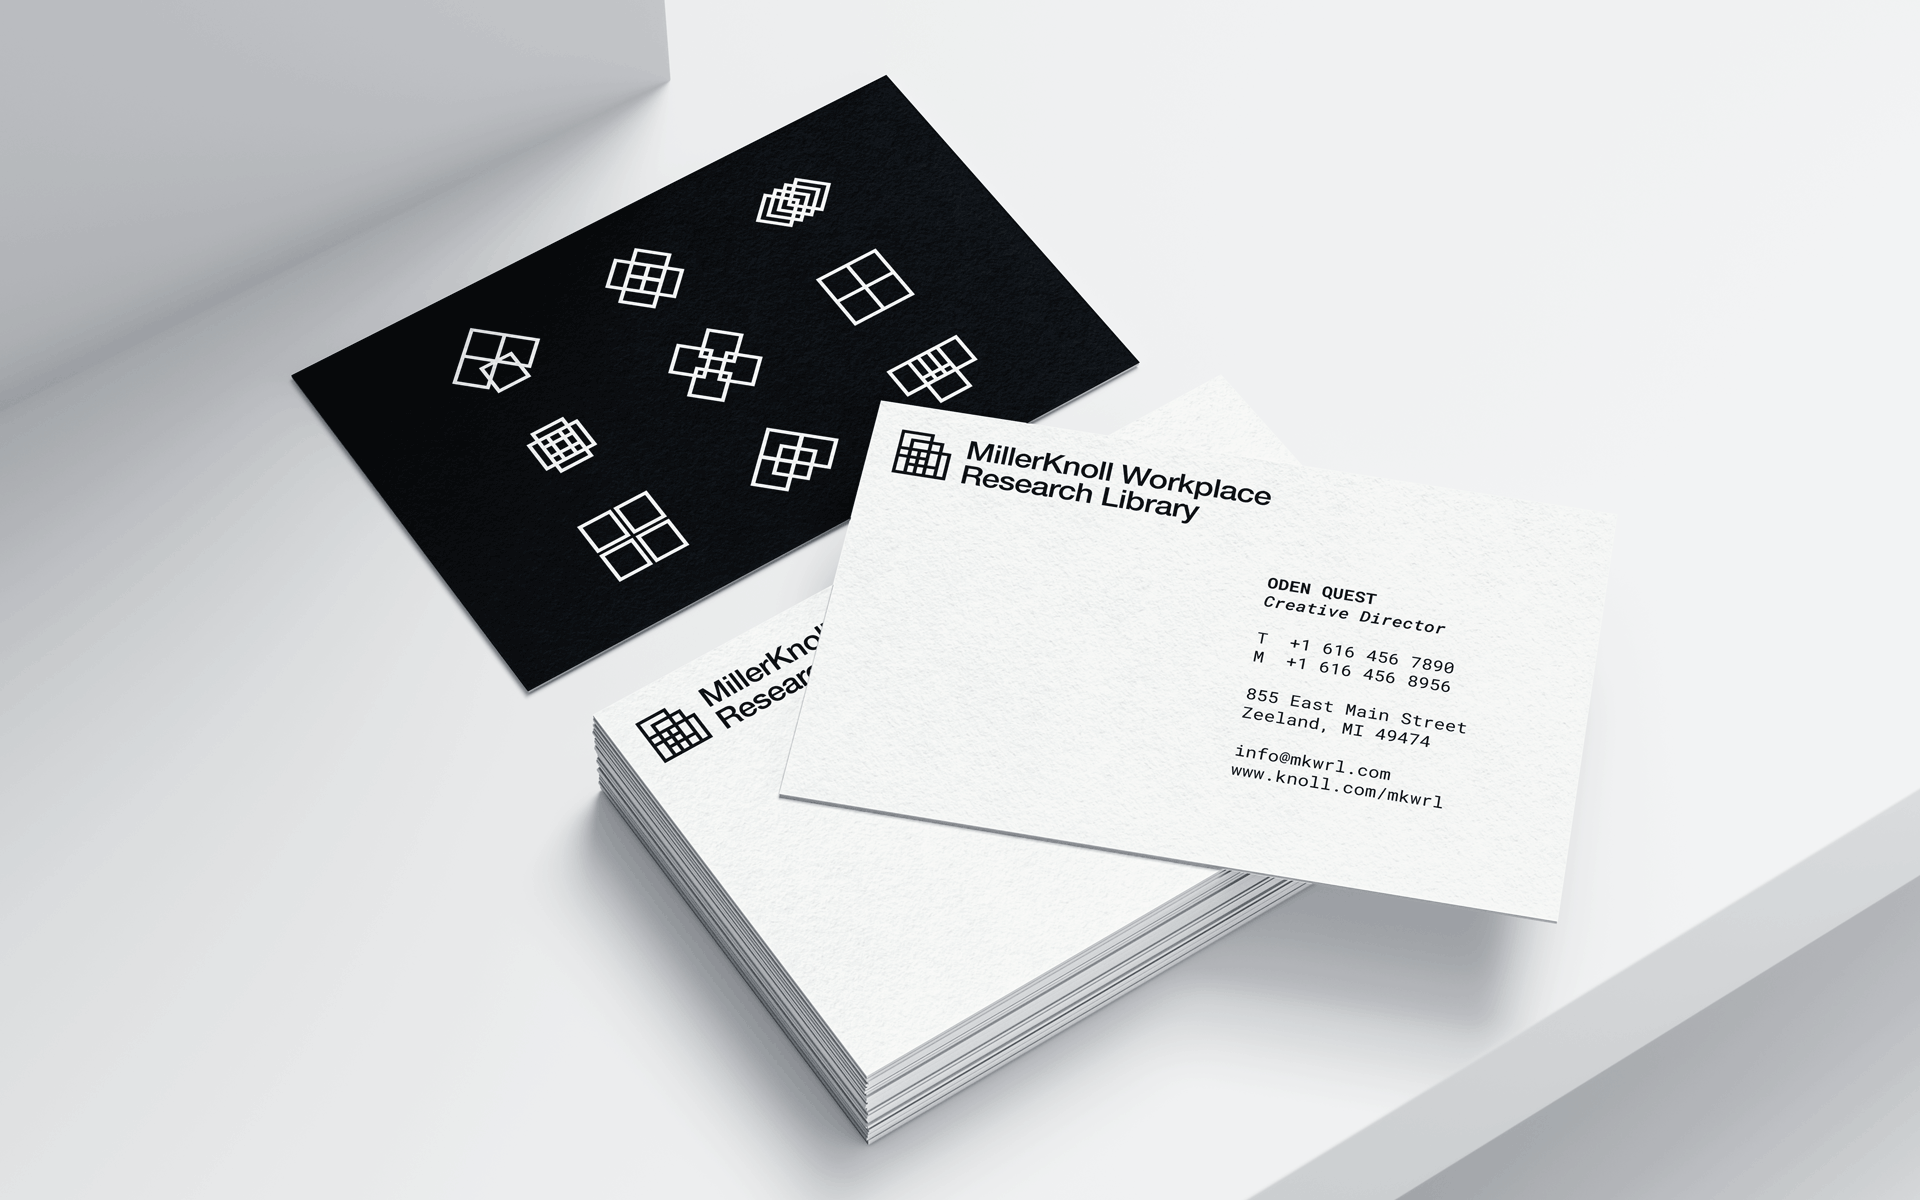 MillerKnoll Workplace
Research Library
ODEN QUEST
Creative Director
T +1 616 456 7890
M +1 616 456 8956
855 East Main Street
Zeeland, MI 49474
info@mkwrl.com
www.knoll.com/mkwrl
MillerKnoll
Researc